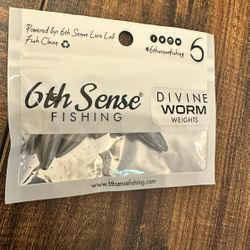 Powered by: 6th Sense Lure Lab
Fish Clean
#6thsensefishing
6
6th Sense®
FISHING
DIVINE
WORM
WEIGHTS
www.6thsensefishing.com